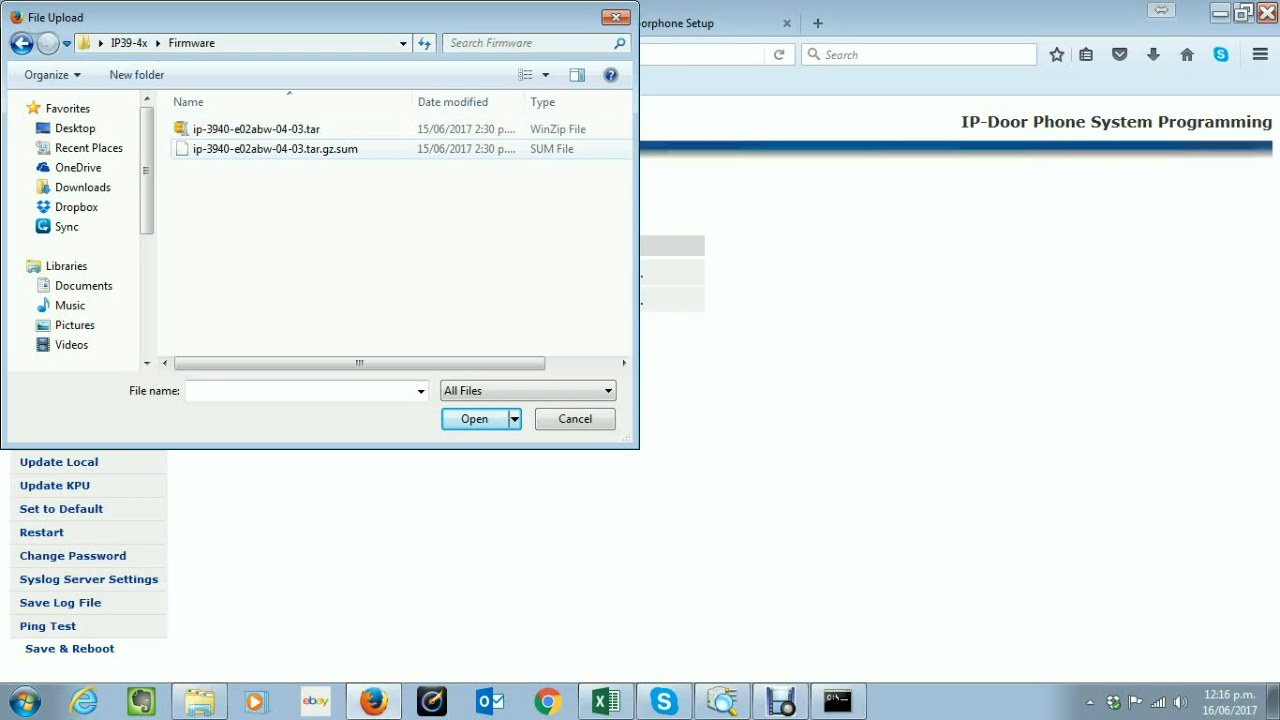 File Upload
orphone Setup
IP39-4x
Firmware
Search Firmware
Search
Organize
New folder
IP-Door Phone System Programming
Name
Date modified
Type
ip-3940-e02abw-04-03.tar
15/06/2017 2:30 p....
WinZip File
ip-3940-e02abw-04-03.tar.gz.sum
15/06/2017 2:30 p....
SUM File
Favorites
Desktop
Recent Places
OneDrive
Downloads
Dropbox
Sync
Libraries
Documents
Music
Pictures
Videos
File name:
All Files
Open
Cancel
Update Local
Update KPU
Set to Default
Restart
Change Password
Syslog Server Settings
Save Log File
Ping Test
Save & Reboot
ebay
12:16 p.m.
16/06/2017